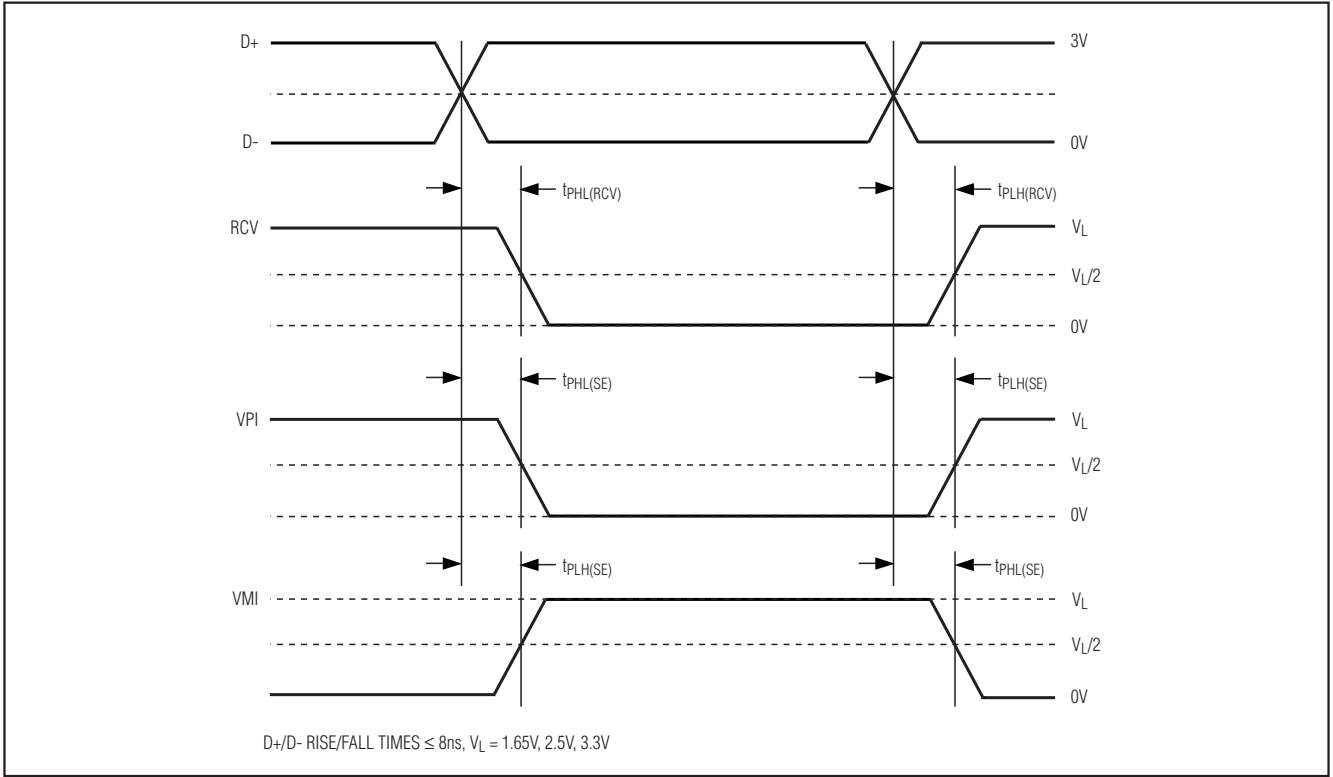 D+
3V
D-
0V
tPHL(RCV)
tPLH(RCV)
RCV
VL
VL/2
0V
tPHL(SE)
tPLH(SE)
VPI
VL
VL/2
0V
tPLH(SE)
tPHL(SE)
VMI
VL
VL/2
0V
D+/D- RISE/FALL TIMES ≤ 8ns, VL = 1.65V, 2.5V, 3.3V